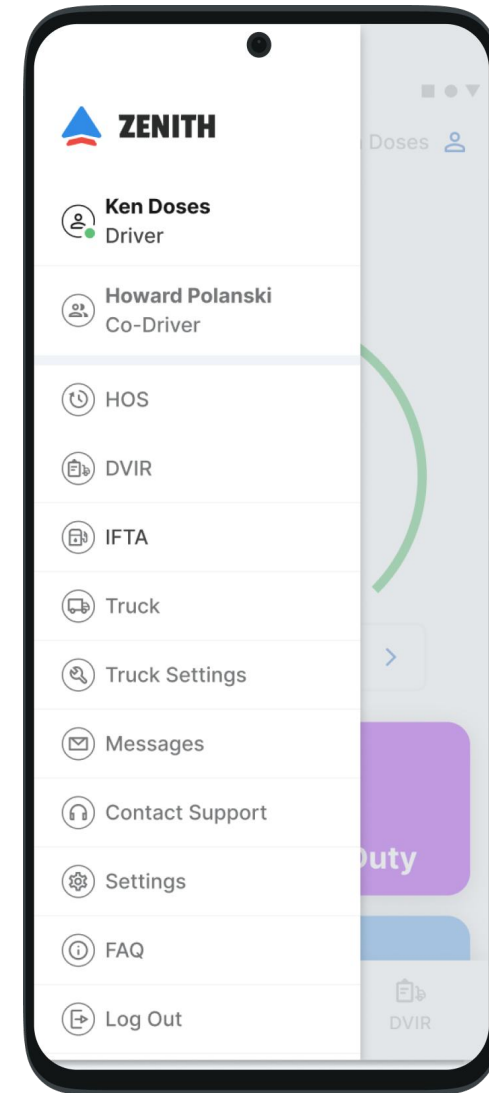 ZENITH
Doses
Ken Doses
Driver
Howard Polanski
Co-Driver
HOS
DVIR
IFTA
Truck
Truck Settings
Messages
Contact Support
Duty
Settings
FAQ
Log Out
DVIR